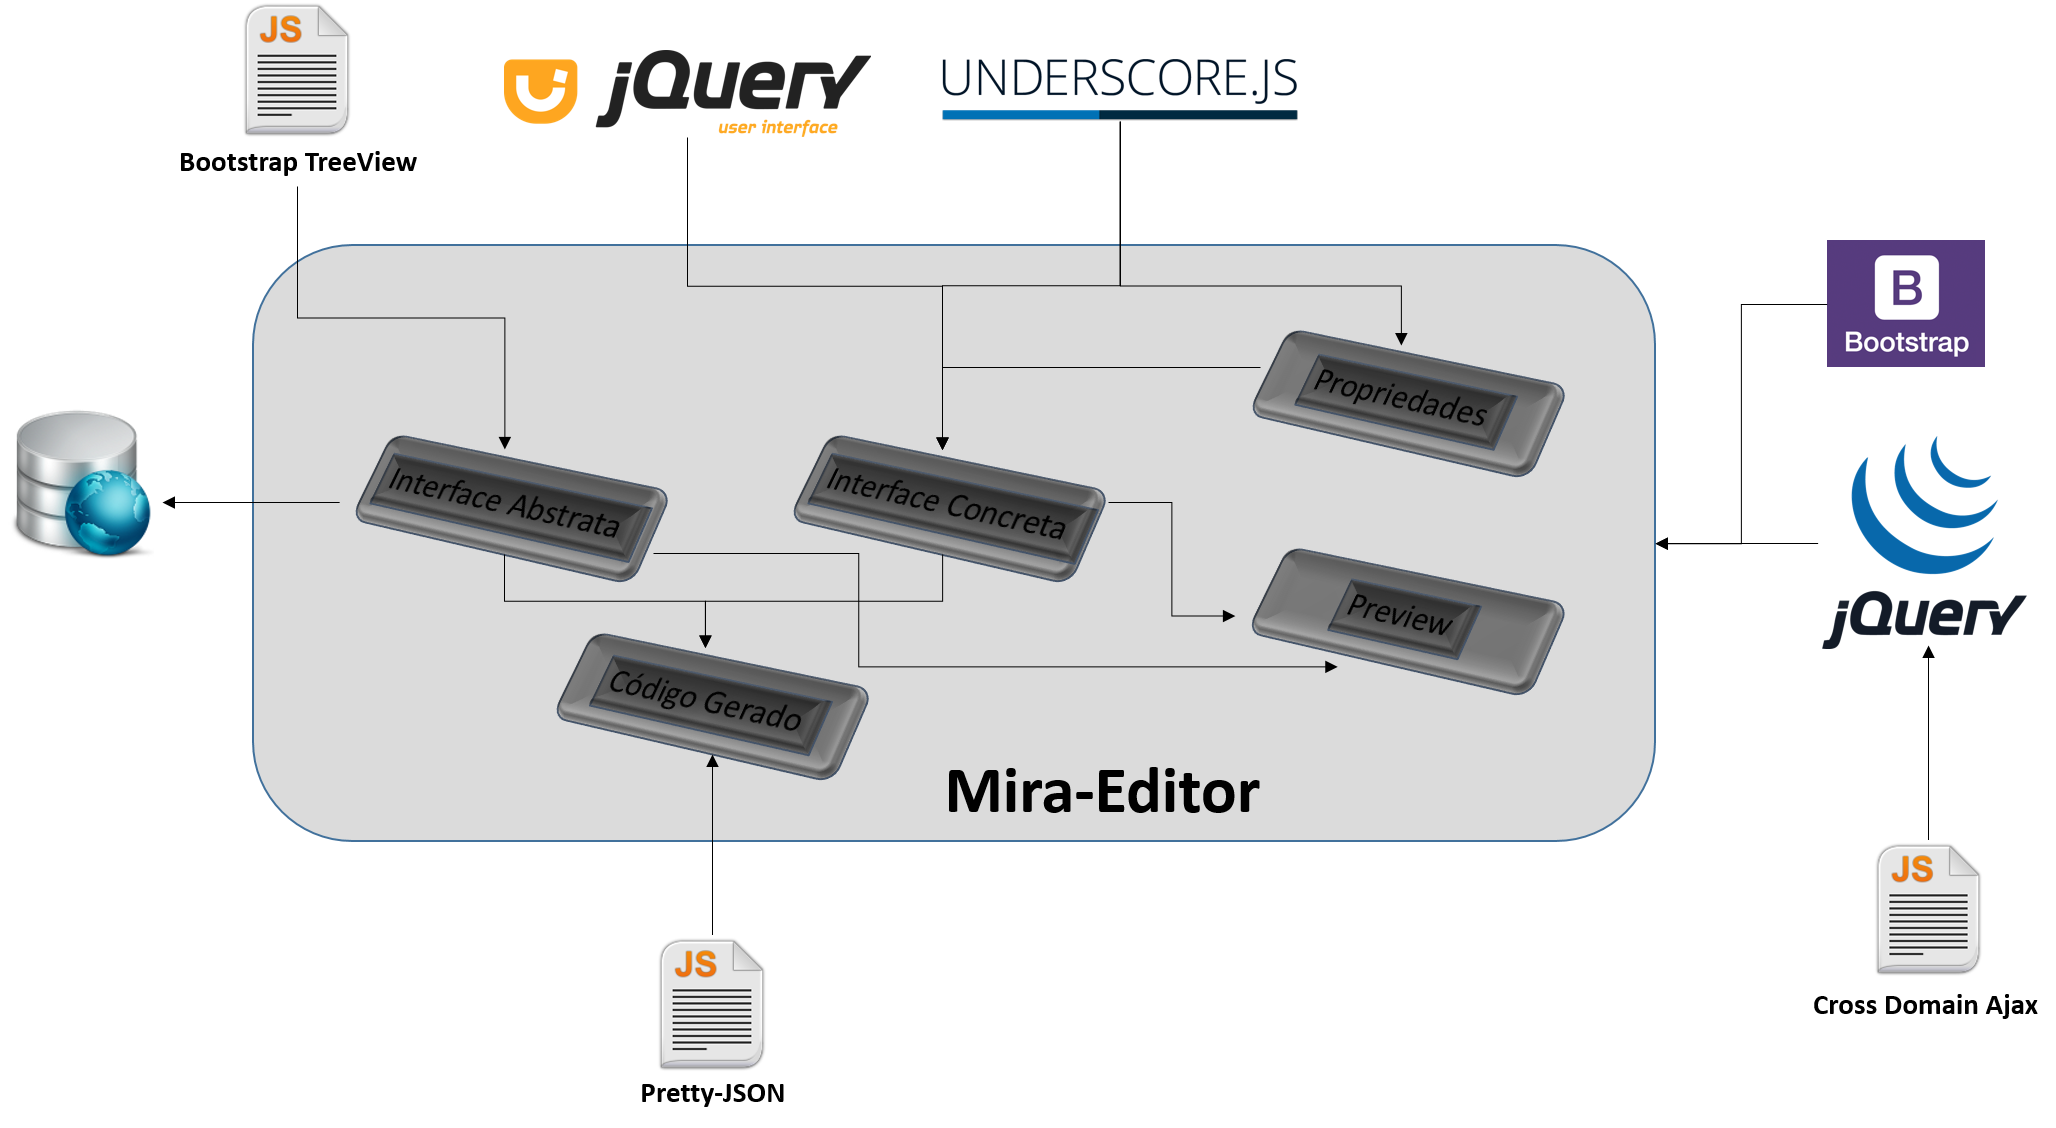 JS
Bootstrap TreeView
jQuery
user interface
UNDERSCORE.JS
B
Bootstrap
Propriedades
Interface Abstrata
Interface Concreta
Preview
jQuery
Código Gerado
Mira-Editor
JS
Cross Domain Ajax
JS
Pretty-JSON